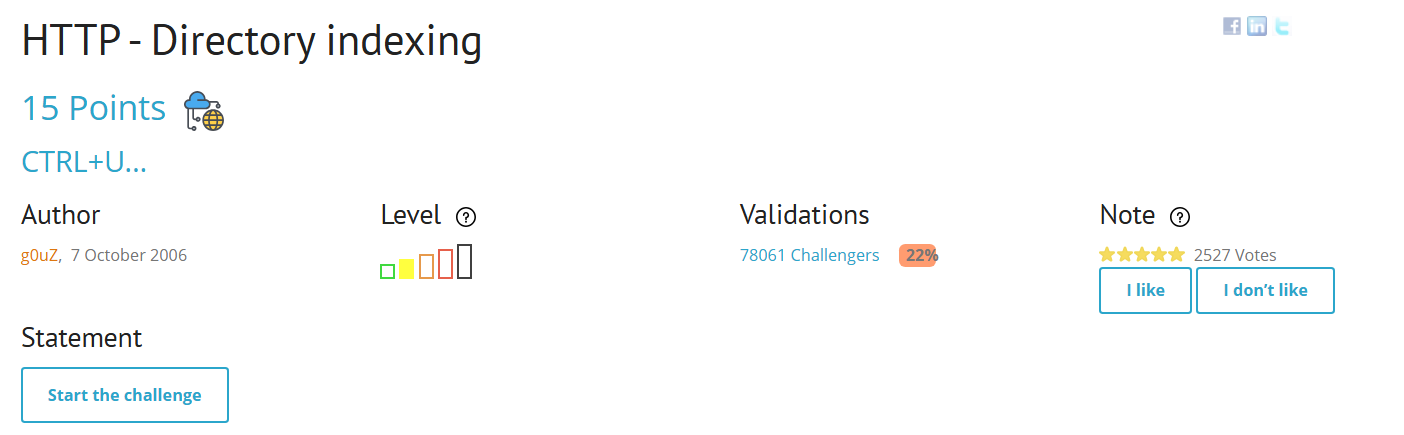 HTTP - Directory indexing
15 Points
CTRL+U...
Author
g0uZ, 7 October 2006
Level ?
Validations
78061 Challengers 22%
Note ?
2527 Votes
I like I don’t like
Statement
Start the challenge